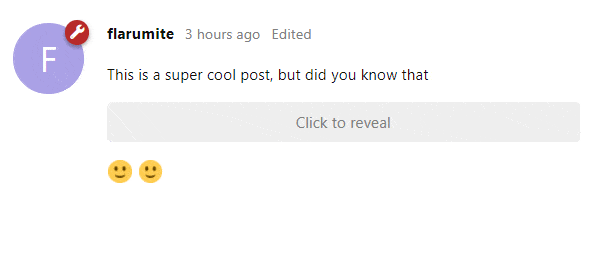 F
flarumite 3 hours ago Edited
This is a super cool post, but did you know that
Click to reveal